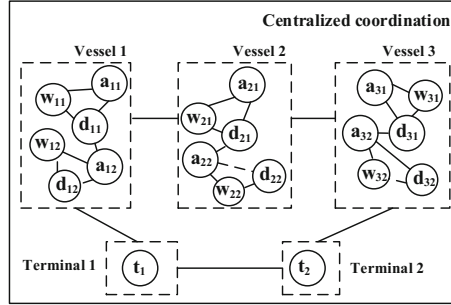 Centralized coordination
Vessel 1 Vessel 2 Vessel 3
a11 a21 a31
w11 w21 w31
d11 d21 d31
w12 a12 a22 a32
d12 w22 d22 w32 d32
Terminal 1 t1 t2 Terminal 2